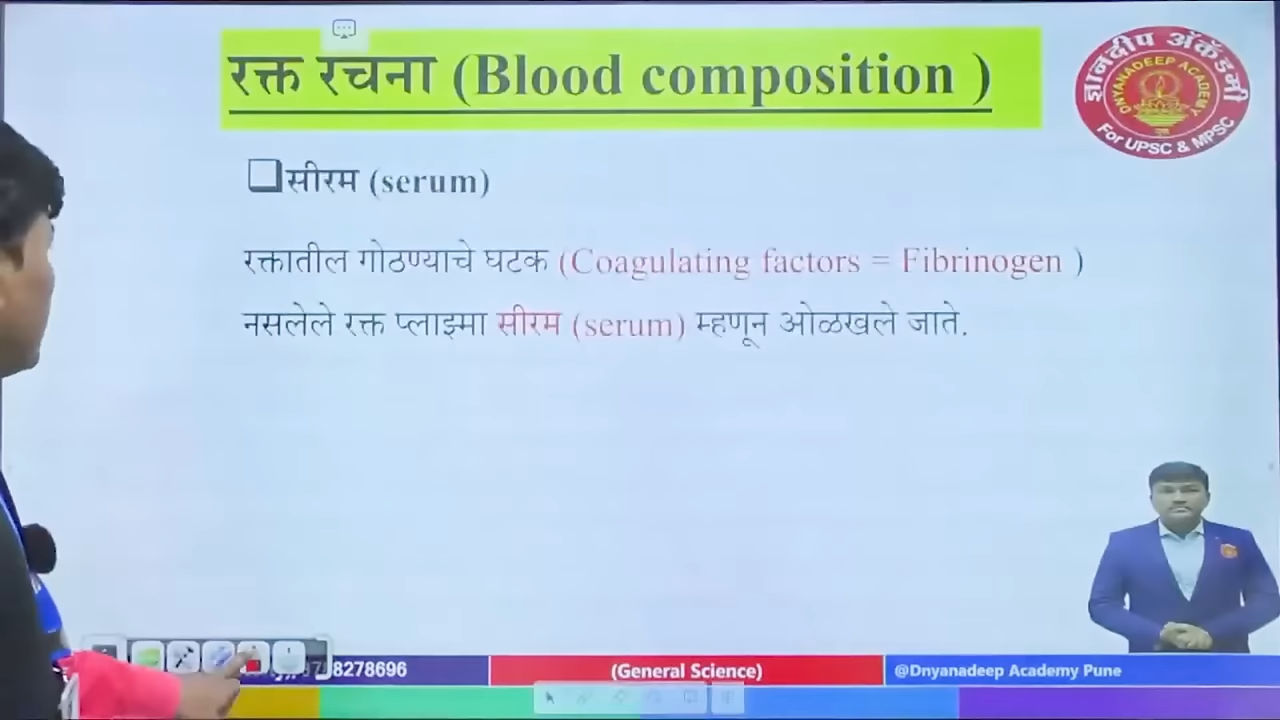 रक्त रचना (Blood composition )
ज्ञानदीप अ‍ॅकॅडमी
DNYANADEEP ACADEMY
For UPSC & MPSC
❑सीरम (serum)
रक्तातील गोठण्याचे घटक (Coagulating factors = Fibrinogen )
नसलेले रक्त प्लाझ्मा सीरम (serum) म्हणून ओळखले जाते.
8278696
(General Science)
@Dnyanadeep Academy Pune